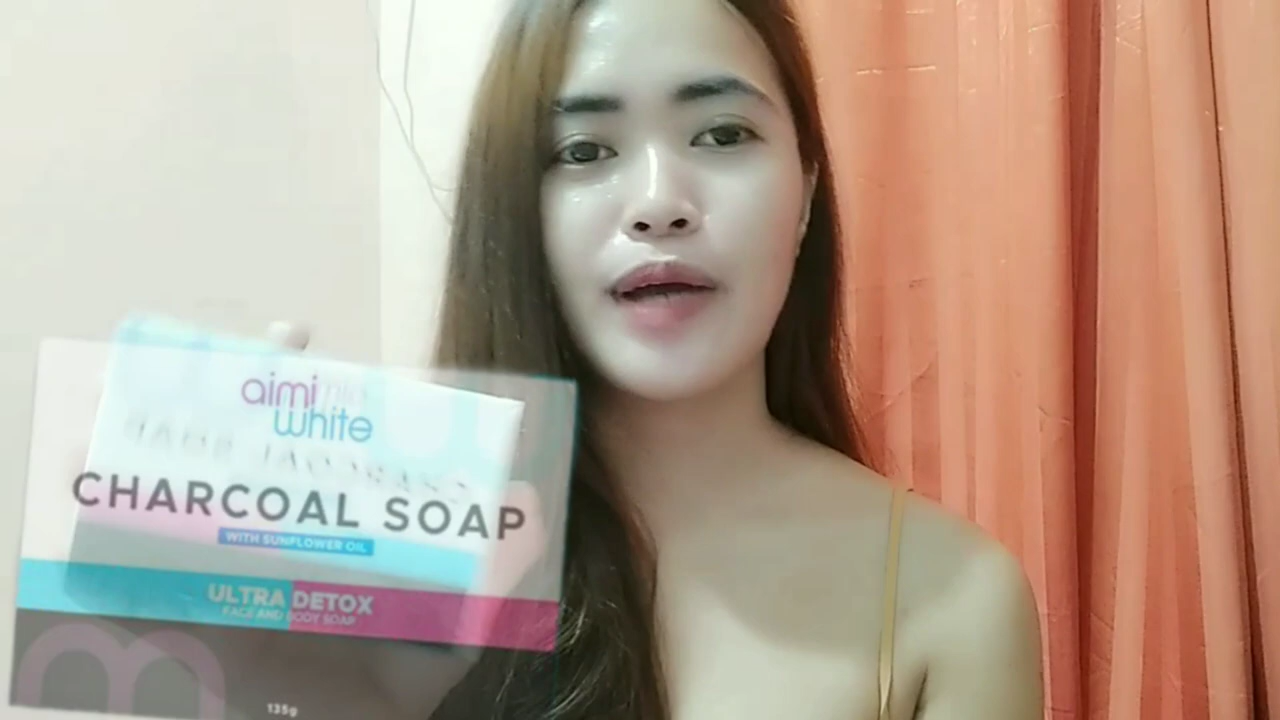 aimi
white
CHARCOAL SOAP
WITH SUNFLOWER OIL
ULTRA DETOX
FACE AND BODY SOAP
135g